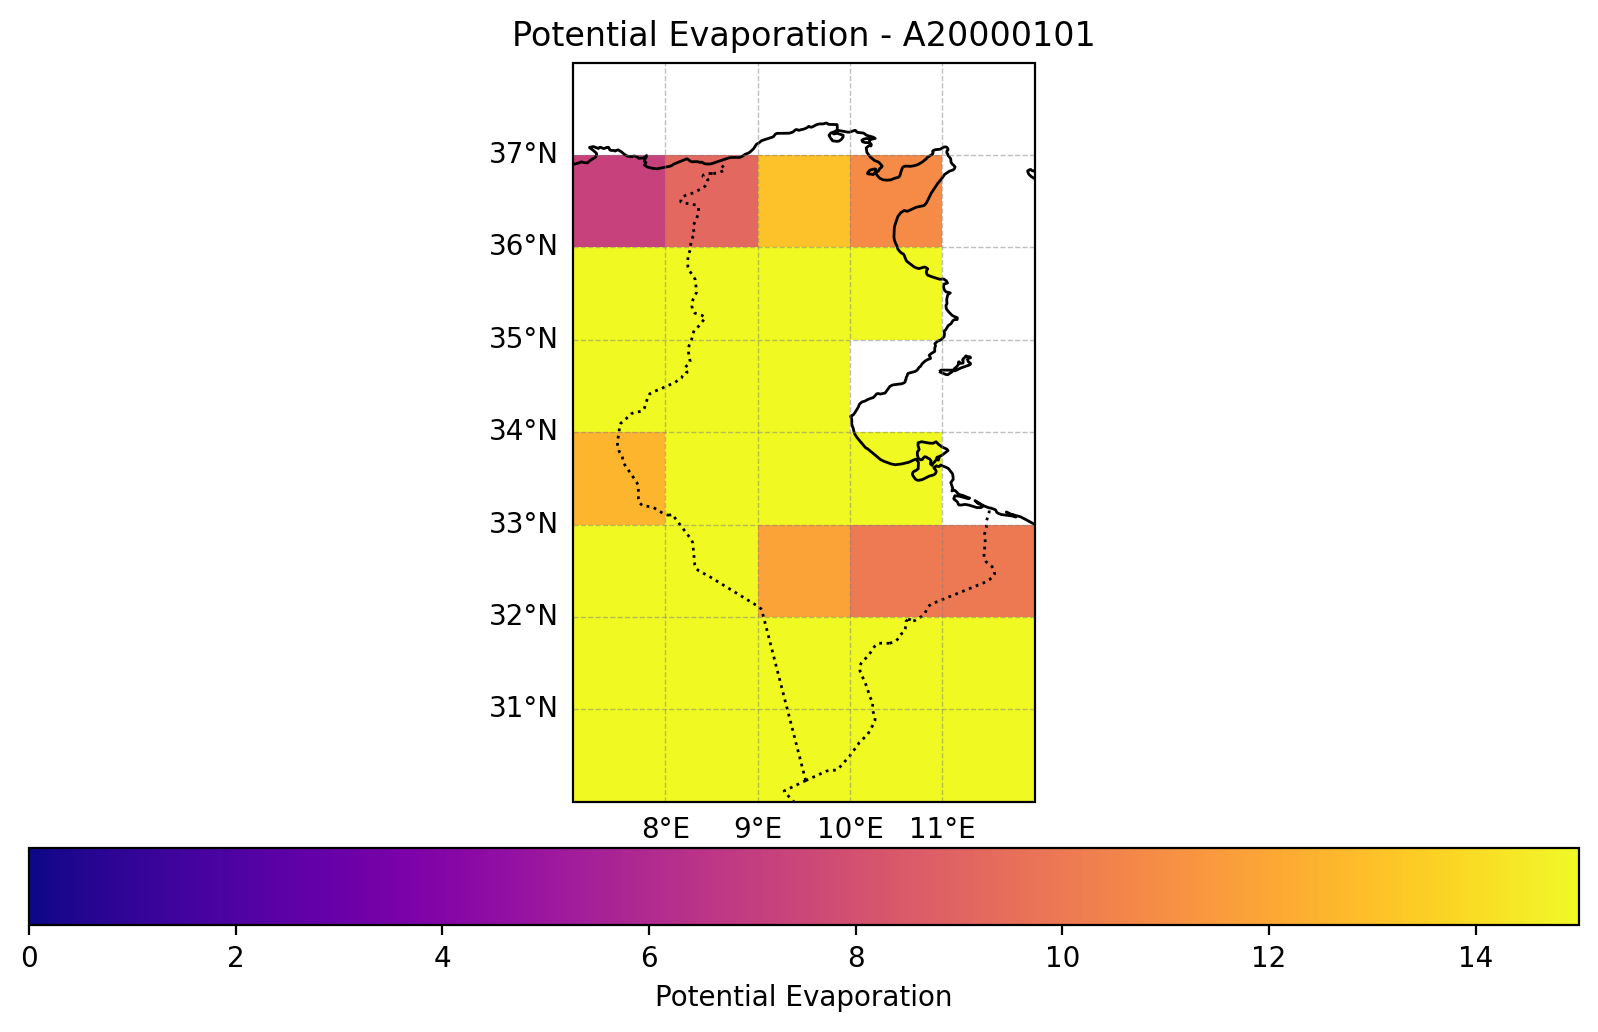 Potential Evaporation - A20000101
37°N
36°N
35°N
34°N
33°N
32°N
31°N
8°E 9°E 10°E 11°E
0 2 4 6 8 10 12 14
Potential Evaporation